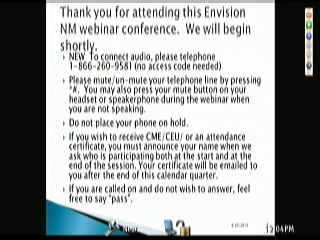 Thank you for attending this Envision
NM webinar conference. We will begin
shortly.
NEW To connect audio, please telephone
1-866-260-9581 (no access code needed)
Please mute/un-mute your telephone line by pressing
*#. You may also press your mute button on your
headset or speakerphone during the webinar when
you are not speaking.
Do not place your phone on hold.
If you wish to receive CME/CEU/ or an attendance
certificate, you must announce your name when we
ask who is participating both at the start and at the
end of the session. Your certificate will be emailed to
you after the end of this calendar quarter.
If you are called on and do not wish to answer, feel
free to say "pass".
12:04PM